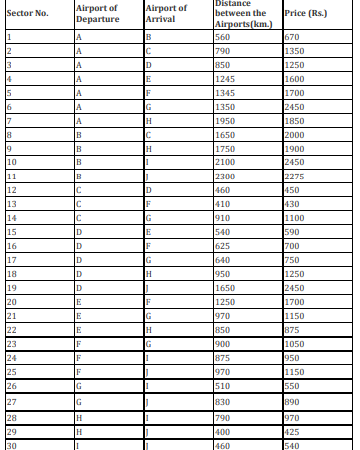 Sector No. Airport of Departure Airport of Arrival Distance between the Airports(km.) Price (Rs.)
1 A B 560 670
2 A C 790 1350
3 A D 850 1250
4 A E 1245 1600
5 A F 1345 1700
6 A G 1350 2450
7 A H 1950 1850
8 B C 1650 2000
9 B H 1750 1900
10 B I 2100 2450
11 B J 2300 2275
12 C D 460 450
13 C F 410 430
14 C G 910 1100
15 D E 540 590
16 D F 625 700
17 D G 640 750
18 D H 950 1250
19 D J 1650 2450
20 E F 1250 1700
21 E G 970 1150
22 E H 850 875
23 F G 900 1050
24 F I 875 950
25 F J 970 1150
26 G I 510 550
27 G J 830 890
28 H I 790 970
29 H J 400 425
30 I J 460 540